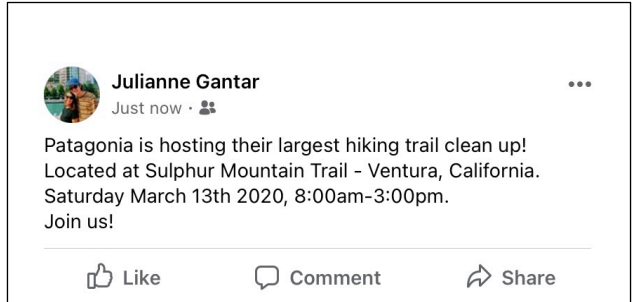 Julianne Gantar
Just now ·
Patagonia is hosting their largest hiking trail clean up!
Located at Sulphur Mountain Trail - Ventura, California.
Saturday March 13th 2020, 8:00am-3:00pm.
Join us!
Like Comment Share